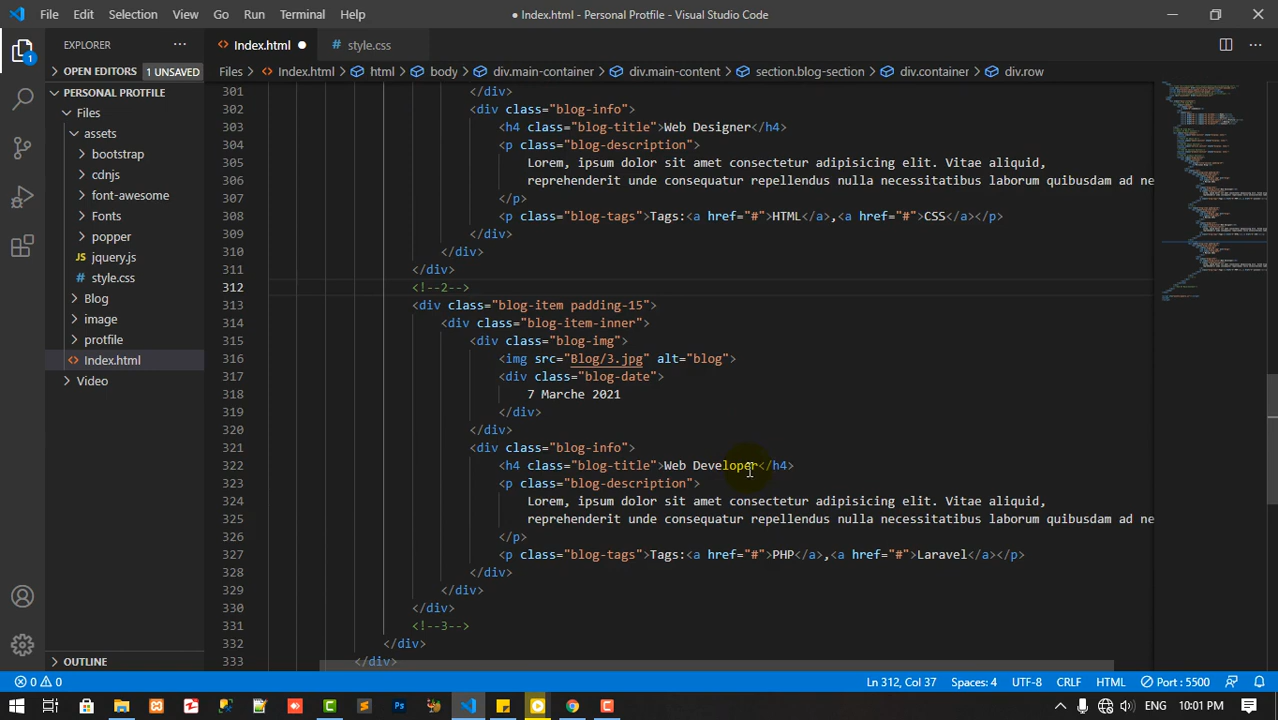 File Edit Selection View Go Run Terminal Help
● Index.html - Personal Protfile - Visual Studio Code
EXPLORER
OPEN EDITORS 1 UNSAVED
PERSONAL PROTFILE
Files
assets
bootstrap
cdnjs
font-awesome
Fonts
popper
JS jquery.js
# style.css
Blog
image
protfile
<> Index.html
Video
OUTLINE
<> Index.html ●
# style.css
Files > <> Index.html > html > body > div.main-container > div.main-content > section.blog-section > div.container > div.row
301 </div>
302 <div class="blog-info">
303 <h4 class="blog-title">Web Designer</h4>
304 <p class="blog-description">
305 Lorem, ipsum dolor sit amet consectetur adipisicing elit. Vitae aliquid,
306 reprehenderit unde consequatur repellendus nulla necessitatibus laborum quibusdam ad ne
307 </p>
308 <p class="blog-tags">Tags:<a href="#">HTML</a>,<a href="#">CSS</a></p>
309 </div>
310 </div>
311 </div>
312 <!--2-->
313 <div class="blog-item padding-15">
314 <div class="blog-item-inner">
315 <div class="blog-img">
316 <img src="Blog/3.jpg" alt="blog">
317 <div class="blog-date">
318 7 Marche 2021
319 </div>
320 </div>
321 <div class="blog-info">
322 <h4 class="blog-title">Web Developer</h4>
323 <p class="blog-description">
324 Lorem, ipsum dolor sit amet consectetur adipisicing elit. Vitae aliquid,
325 reprehenderit unde consequatur repellendus nulla necessitatibus laborum quibusdam ad ne
326 </p>
327 <p class="blog-tags">Tags:<a href="#">PHP</a>,<a href="#">Laravel</a></p>
328 </div>
329 </div>
330 </div>
331 <!--3-->
332 </div>
333 </div>
0 0
Ln 312, Col 37 Spaces: 4 UTF-8 CRLF HTML Port : 5500
ENG 10:01 PM